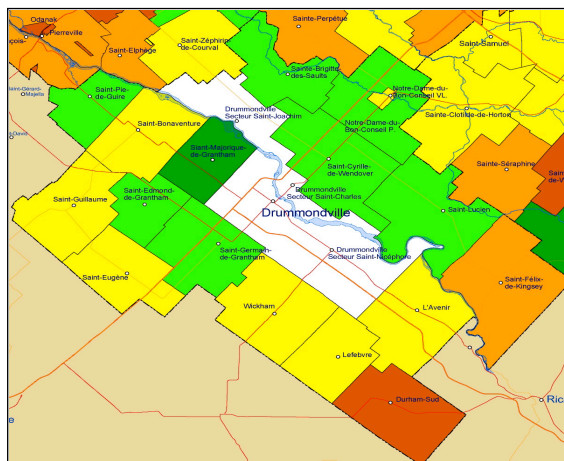 Odanak
Pierreville
Saint-Elphège
Saint-Zéphirin
de-Courval
Sainte-Perpétue
Saint-Samuel
Sainte-Brigitte
des-Saults
Notre-Dame-du
Bon-Conseil VL.
Sainte-Clotilde-de-Horton
Saint-Pie-
de-Guire
Drummondville
Secteur Saint-Joachim
Saint-Bonaventure
Notre-Dame-du
Bon-Conseil P.
Saint-Majorique-de
Grantham
Saint-Cyrille-
de-Wendover
Sainte-Séraphine
Saint-Guillaume
Saint-Edmond-
de-Grantham
Drummondville
Secteur Saint-Charles
Drummondville
Saint-Lucien
Saint-Germain
de-Grantham
Drummondville
Secteur Saint-Nicéphore
Saint-Eugène
Saint-Félix
de-Kingsey
Wickham
L'Avenir
Lefebvre
Durham-Sud
Ric
e